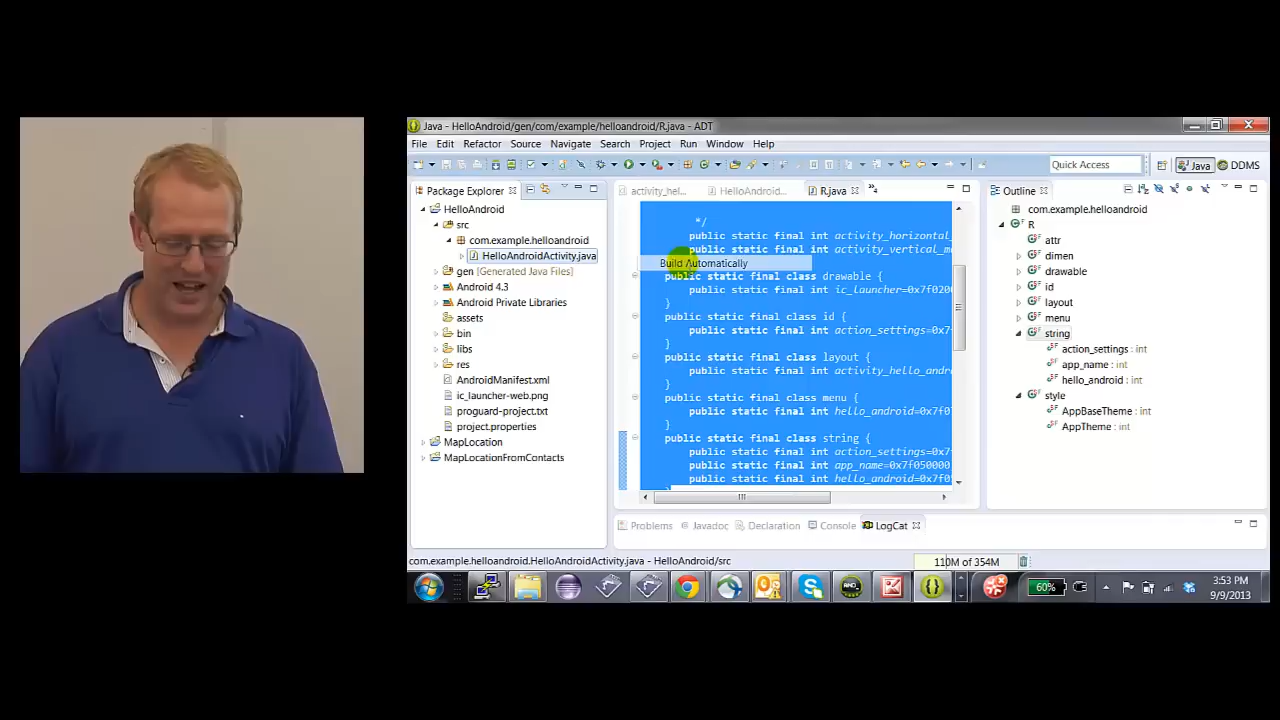 Java - HelloAndroid/gen/com/example/helloandroid/R.java - ADT
File Edit Refactor Source Navigate Search Project Run Window Help
Quick Access Java DDMS
Package Explorer
HelloAndroid
src
com.example.helloandroid
HelloAndroidActivity.java
gen [Generated Java Files]
Android 4.3
Android Private Libraries
assets
bin
libs
res
AndroidManifest.xml
ic_launcher-web.png
proguard-project.txt
project.properties
MapLocation
MapLocationFromContacts
activity_hel... HelloAndroid... R.java
*/
public static final int activity_horizontal_
public static final int activity_vertical_m
Build Automatically
public static final class drawable {
public static final int ic_launcher=0x7f0200
}
public static final class id {
public static final int action_settings=0x7
}
public static final class layout {
public static final int activity_hello_andr
}
public static final class menu {
public static final int hello_android=0x7f0
}
public static final class string {
public static final int action_settings=0x7
public static final int app_name=0x7f050000
public static final int hello_android=0x7f0
Outline
com.example.helloandroid
R
attr
dimen
drawable
id
layout
menu
string
action_settings : int
app_name : int
hello_android : int
style
AppBaseTheme : int
AppTheme : int
Problems Javadoc Declaration Console LogCat
com.example.helloandroid.HelloAndroidActivity.java - HelloAndroid/src
110M of 354M
60%
3:53 PM
9/9/2013